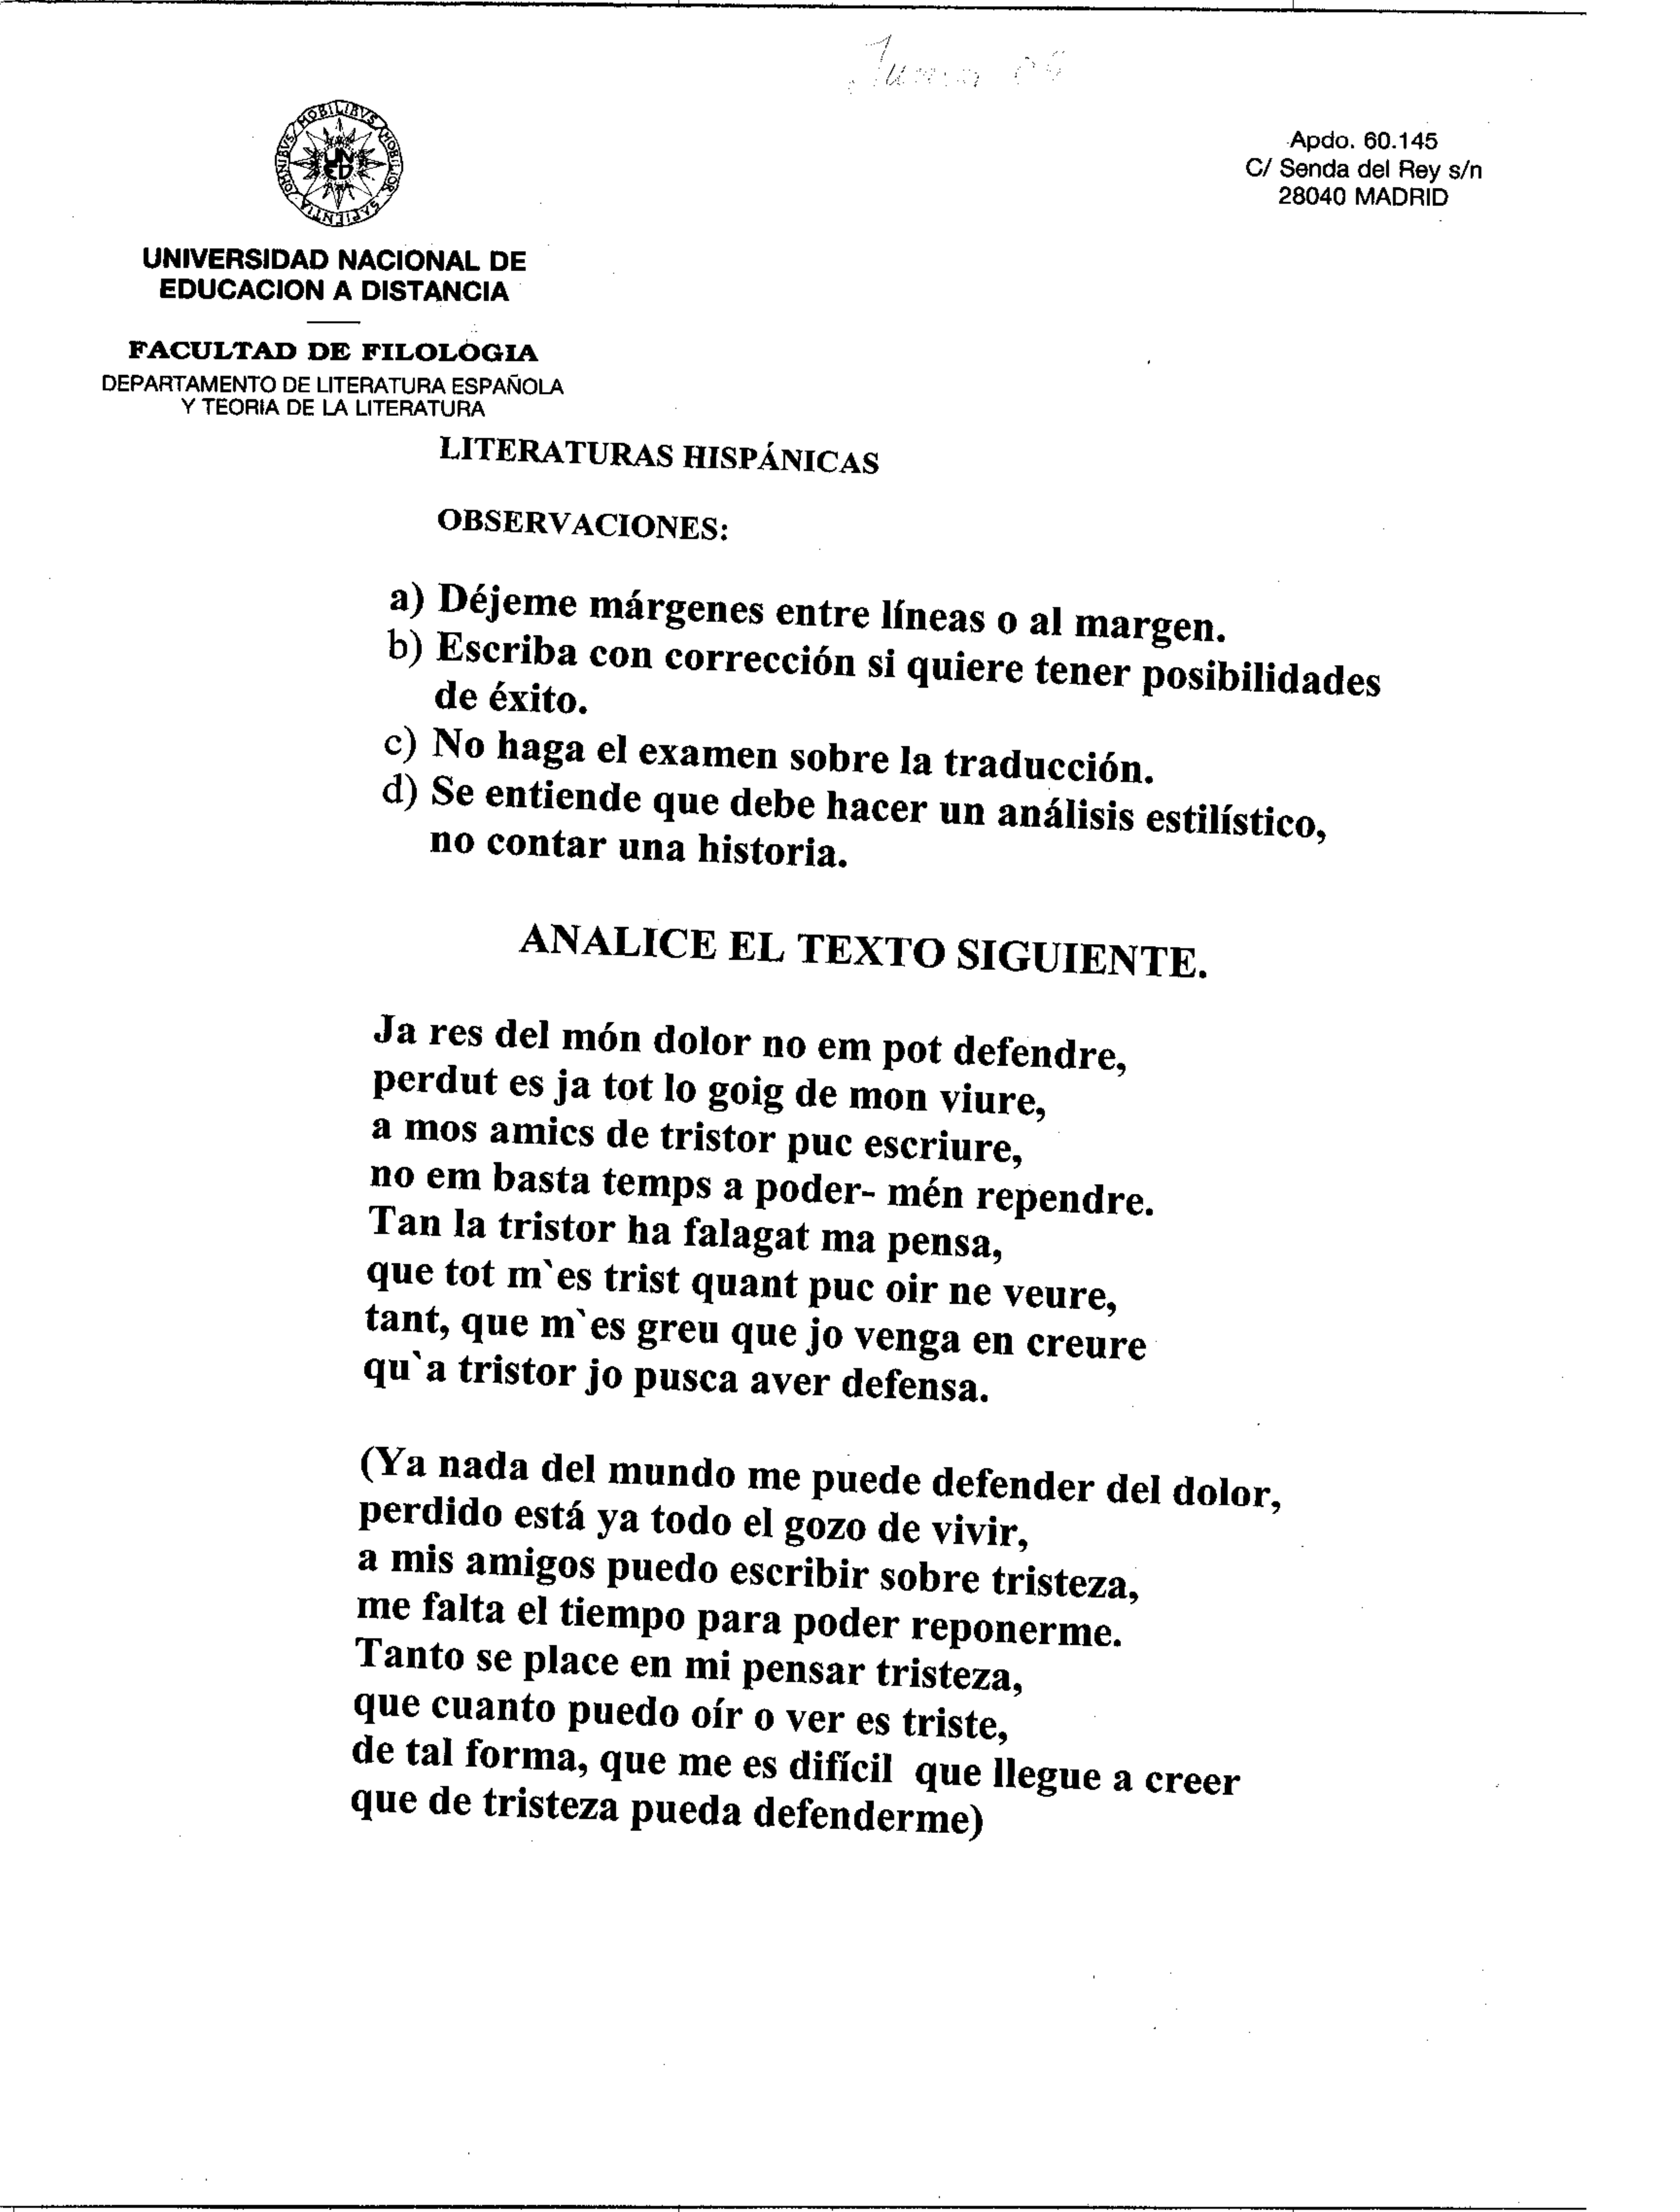 Junio 05
OMNIBVS MOBILIBVS MOBILIOR SAPIENTIA
UNED
Apdo. 60.145
C/ Senda del Rey s/n
28040 MADRID
UNIVERSIDAD NACIONAL DE
EDUCACION A DISTANCIA
FACULTAD DE FILOLOGIA
DEPARTAMENTO DE LITERATURA ESPAÑOLA
Y TEORIA DE LA LITERATURA
LITERATURAS HISPÁNICAS
OBSERVACIONES:
a) Déjeme márgenes entre líneas o al margen.
b) Escriba con corrección si quiere tener posibilidades
de éxito.
c) No haga el examen sobre la traducción.
d) Se entiende que debe hacer un análisis estilístico,
no contar una historia.
ANALICE EL TEXTO SIGUIENTE.
Ja res del món dolor no em pot defendre,
perdut es ja tot lo goig de mon viure,
a mos amics de tristor puc escriure,
no em basta temps a poder- mén rependre.
Tan la tristor ha falagat ma pensa,
que tot m`es trist quant puc oir ne veure,
tant, que m`es greu que jo venga en creure
qu`a tristor jo pusca aver defensa.
(Ya nada del mundo me puede defender del dolor,
perdido está ya todo el gozo de vivir,
a mis amigos puedo escribir sobre tristeza,
me falta el tiempo para poder reponerme.
Tanto se place en mi pensar tristeza,
que cuanto puedo oír o ver es triste,
de tal forma, que me es difícil que llegue a creer
que de tristeza pueda defenderme)